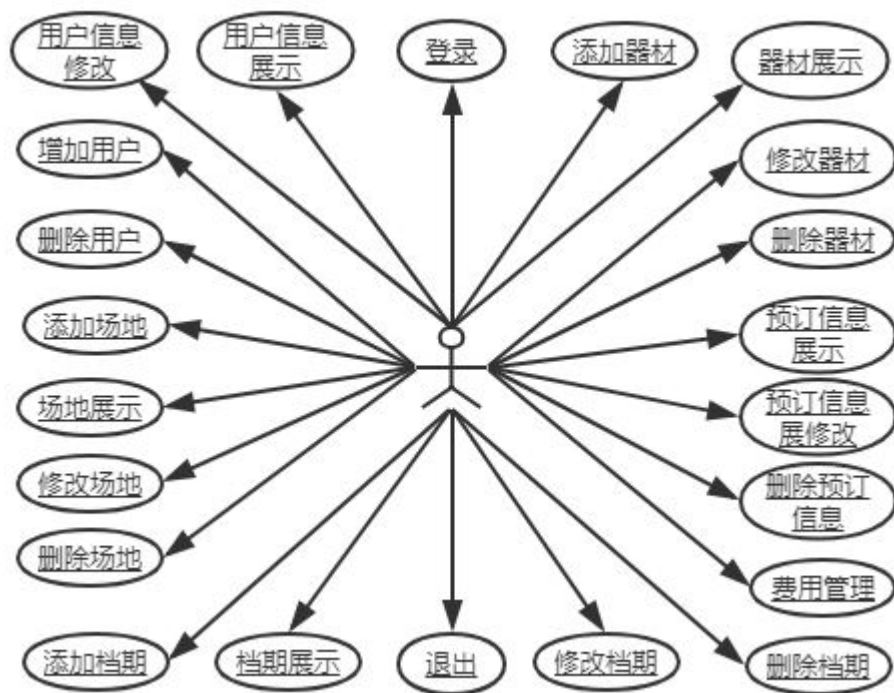 用户信息
修改
用户信息
展示
登录
添加器材
器材展示
增加用户
修改器材
删除用户
删除器材
添加场地
预订信息
展示
场地展示
预订信息
展修改
修改场地
删除预订
信息
删除场地
费用管理
添加档期
档期展示
退出
修改档期
删除档期